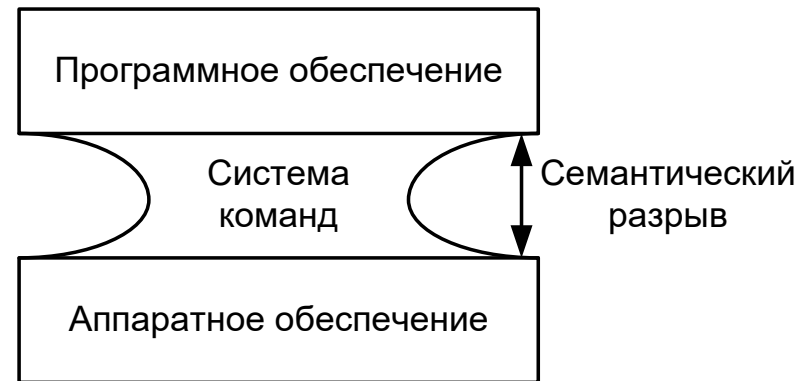 Программное обеспечение
Система
команд
Семантический
разрыв
Аппаратное обеспечение